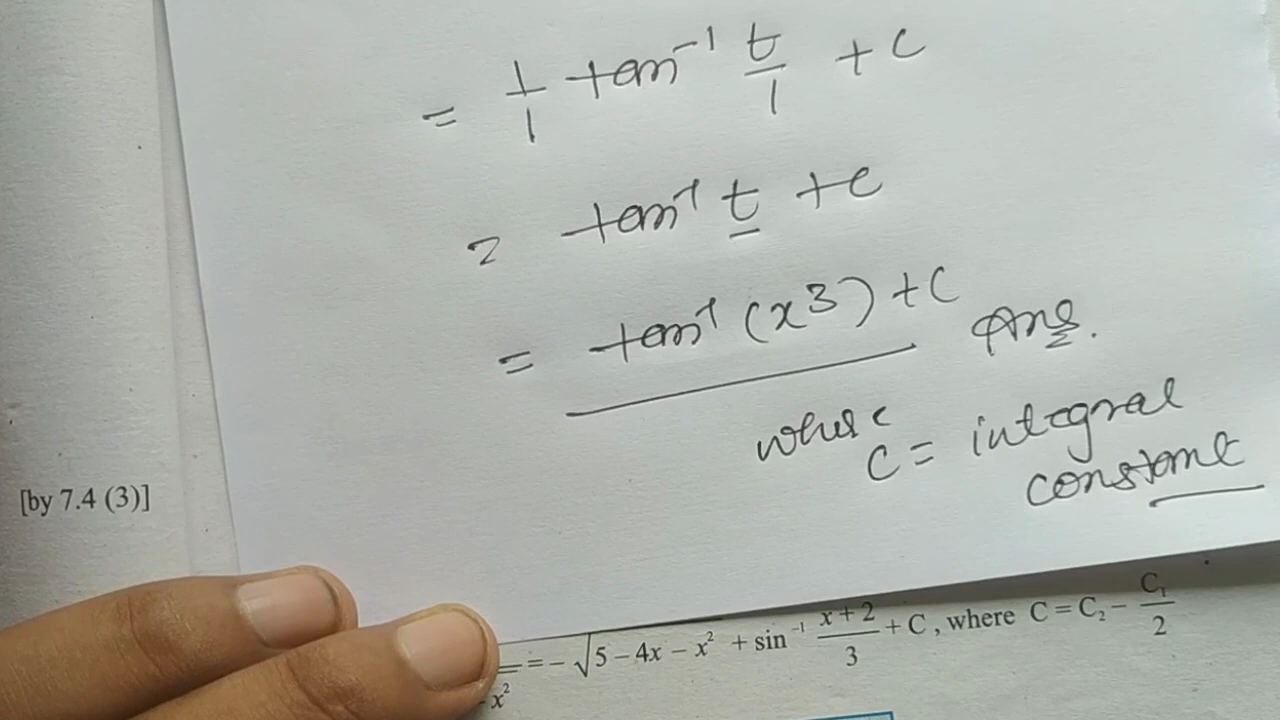 = 1/1 tan⁻¹ t/1 + c
= tan⁻¹ t + c
= tan⁻¹ (x³) + c Ans.
where
c = integral
constant
[by 7.4 (3)]
= – √5 – 4x – x² + sin⁻¹ x + 2/3 + C, where C = C₂ – C₁/2
x²